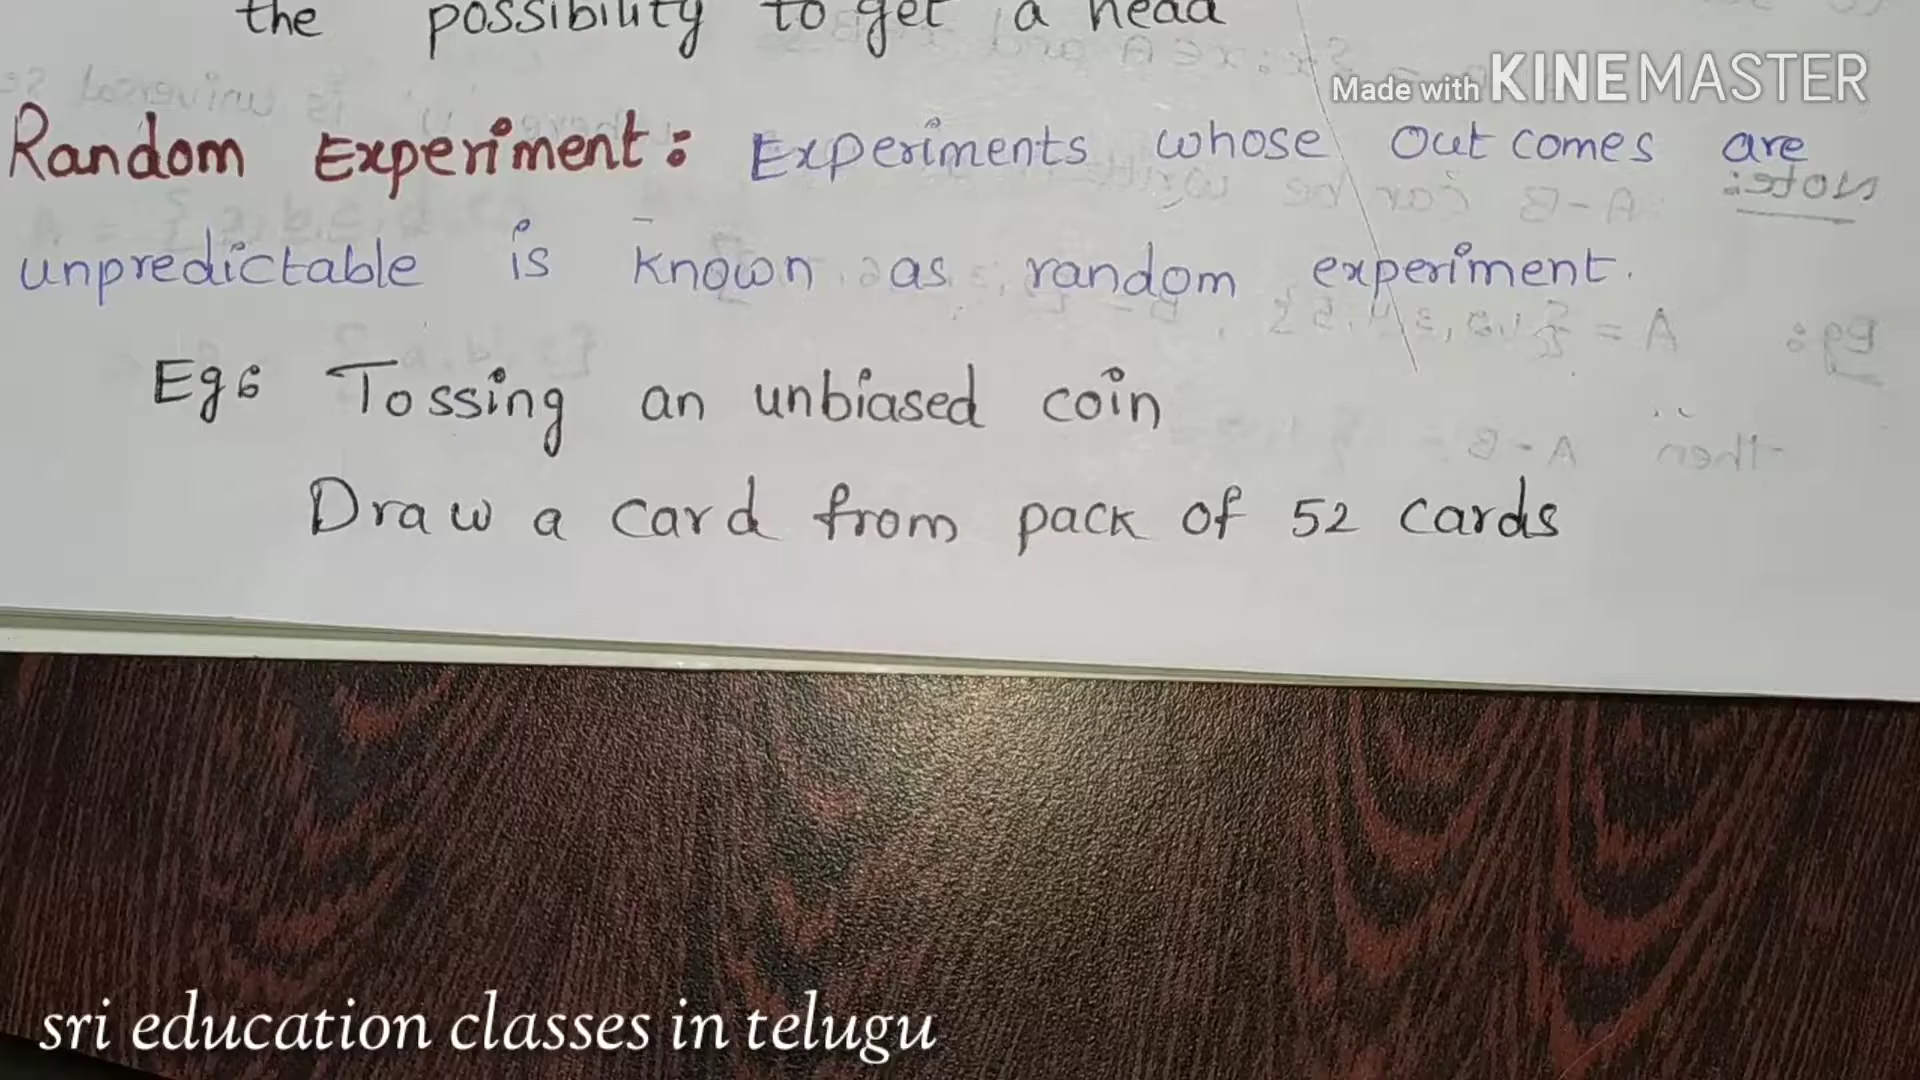 the possibility to get a head
Made with KINEMASTER
Random Experiment: Experiments whose out comes are
unpredictable is known as random experiment.
Eg: Tossing an unbiased coin
Draw a card from pack of 52 cards
sri education classes in telugu